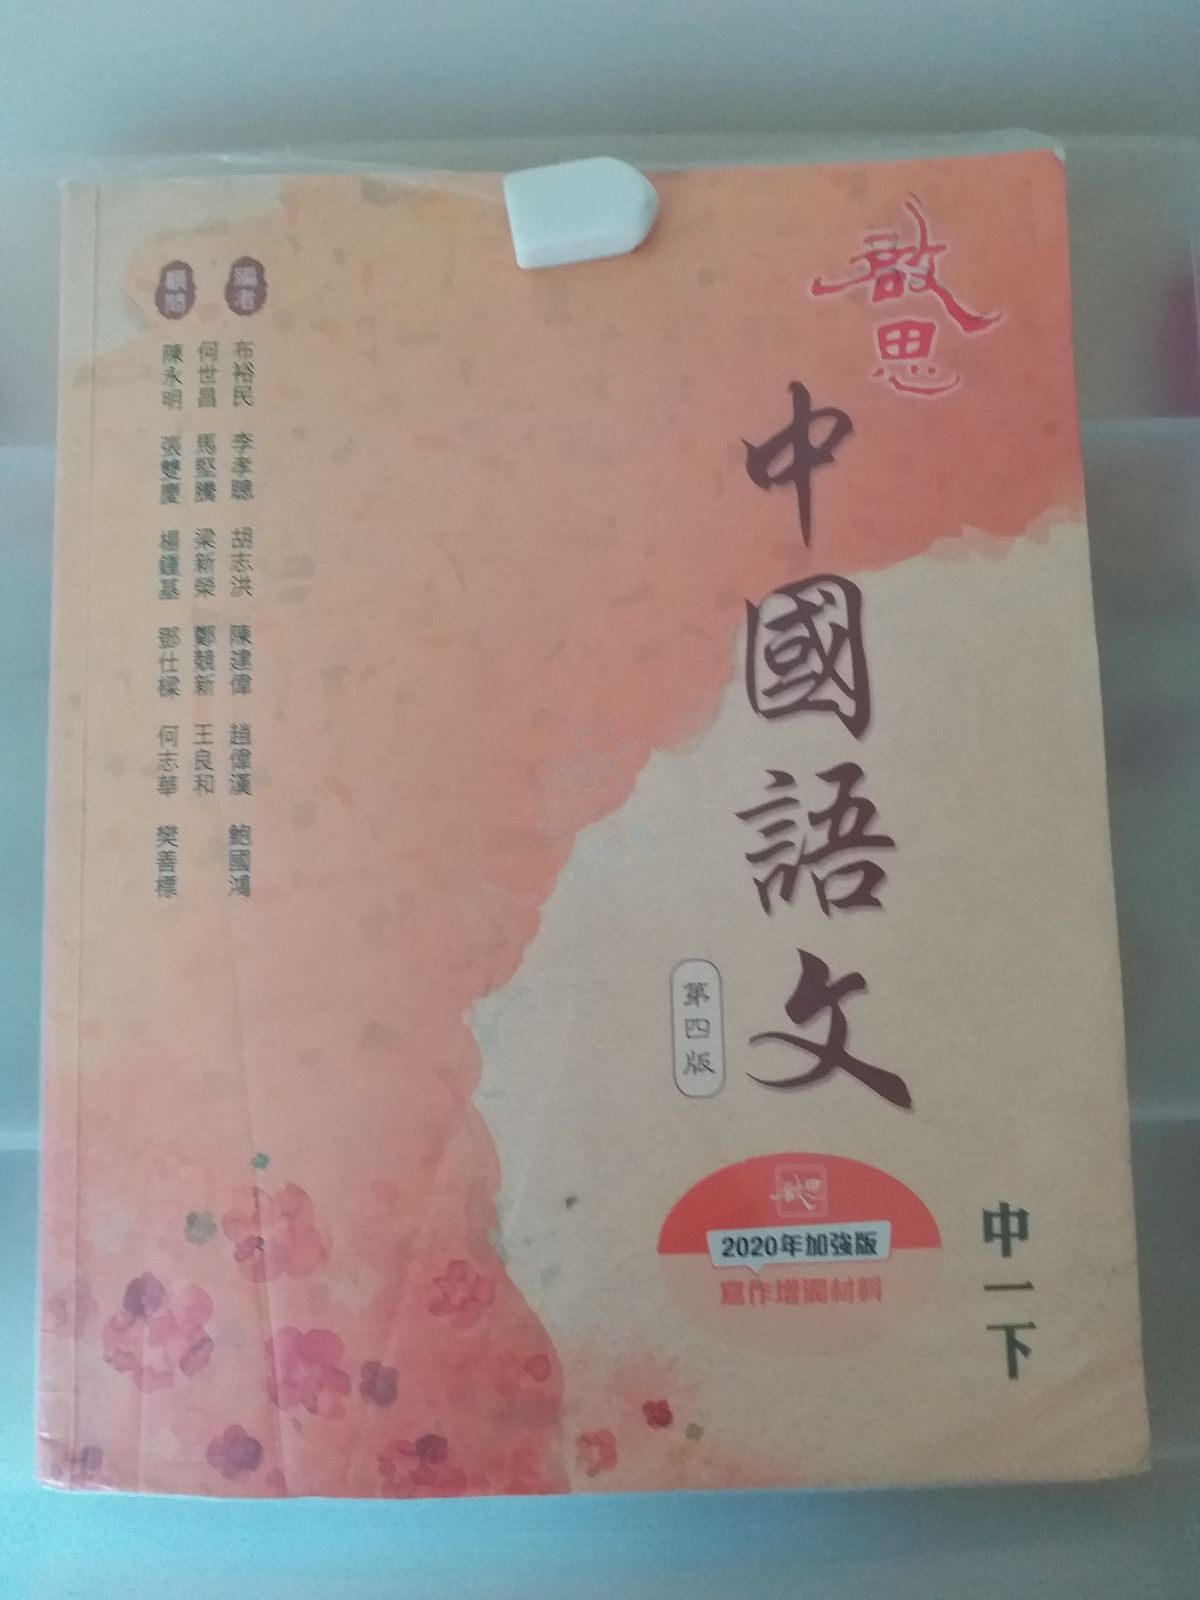 啟思
中國語文
第四版
啟思
2020年加強版
寫作增潤材料
中一下
編者
布裕民 李孝聰 胡志洪 陳建偉 趙偉漢 鮑國鴻
何世昌 馬堅騰 梁新榮 鄭競新 王良和
顧問
陳永明 張雙慶 楊鍾基 鄧仕樑 何志華 樊善標